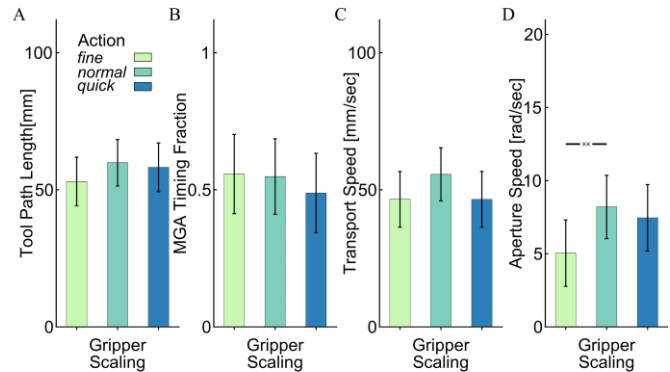 A
Tool Path Length[mm]
100
50
0
Action
fine
normal
quick
Gripper
Scaling
B
MGA Timing Fraction
1
0.5
0
Gripper
Scaling
C
Transport Speed [mm/sec]
100
50
0
Gripper
Scaling
D
Aperture Speed [rad/sec]
20
15
10
5
0
**
Gripper
Scaling